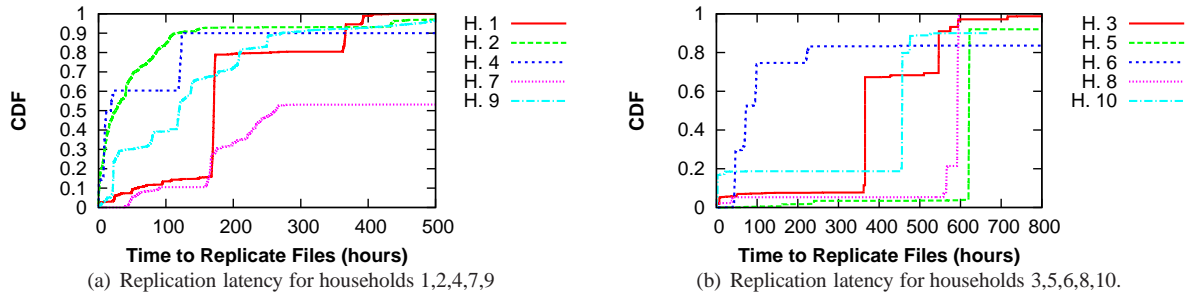 1
0.9
0.8
0.7
0.6
0.5
0.4
0.3
0.2
0.1
0
0 100 200 300 400 500
CDF
Time to Replicate Files (hours)
H. 1
H. 2
H. 4
H. 7
H. 9
(a) Replication latency for households 1,2,4,7,9
1
0.8
0.6
0.4
0.2
0
0 100 200 300 400 500 600 700 800
CDF
Time to Replicate Files (hours)
H. 3
H. 5
H. 6
H. 8
H. 10
(b) Replication latency for households 3,5,6,8,10.